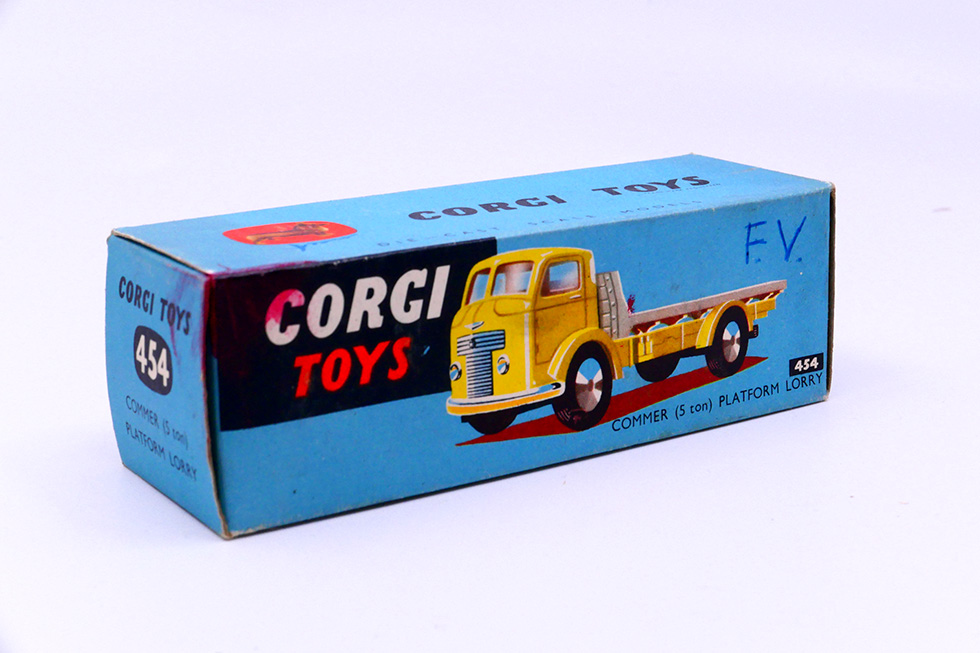 CORGI TOYS
DIE-CAST SCALE MODELS
CORGI
TOYS
F.V.
454
COMMER (5 ton) PLATFORM LORRY
CORGI TOYS
454
COMMER (5 ton)
PLATFORM LORRY